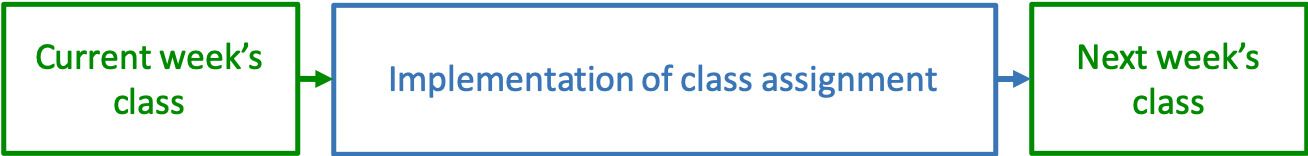 Current week’s
class
Implementation of class assignment
Next week’s
class